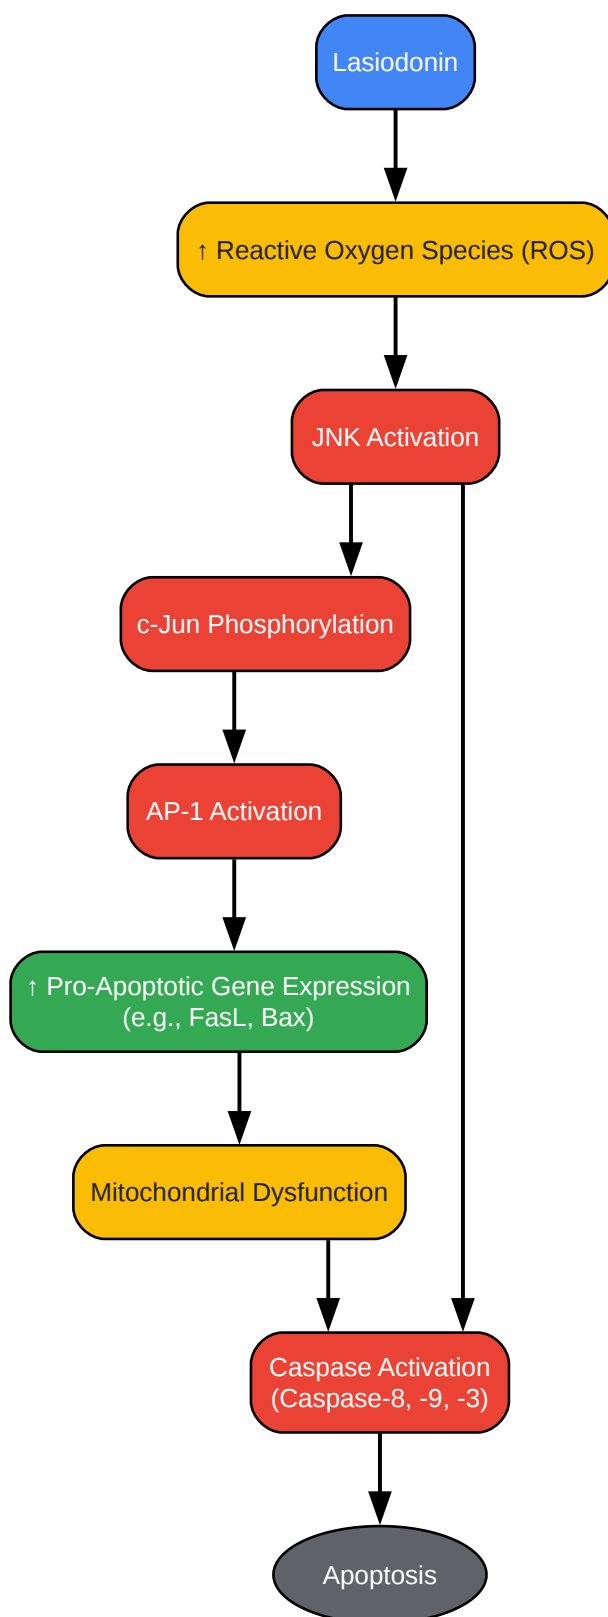 Lasiodonin
↑ Reactive Oxygen Species (ROS)
JNK Activation
c-Jun Phosphorylation
AP-1 Activation
↑ Pro-Apoptotic Gene Expression
(e.g., FasL, Bax)
Mitochondrial Dysfunction
Caspase Activation
(Caspase-8, -9, -3)
Apoptosis